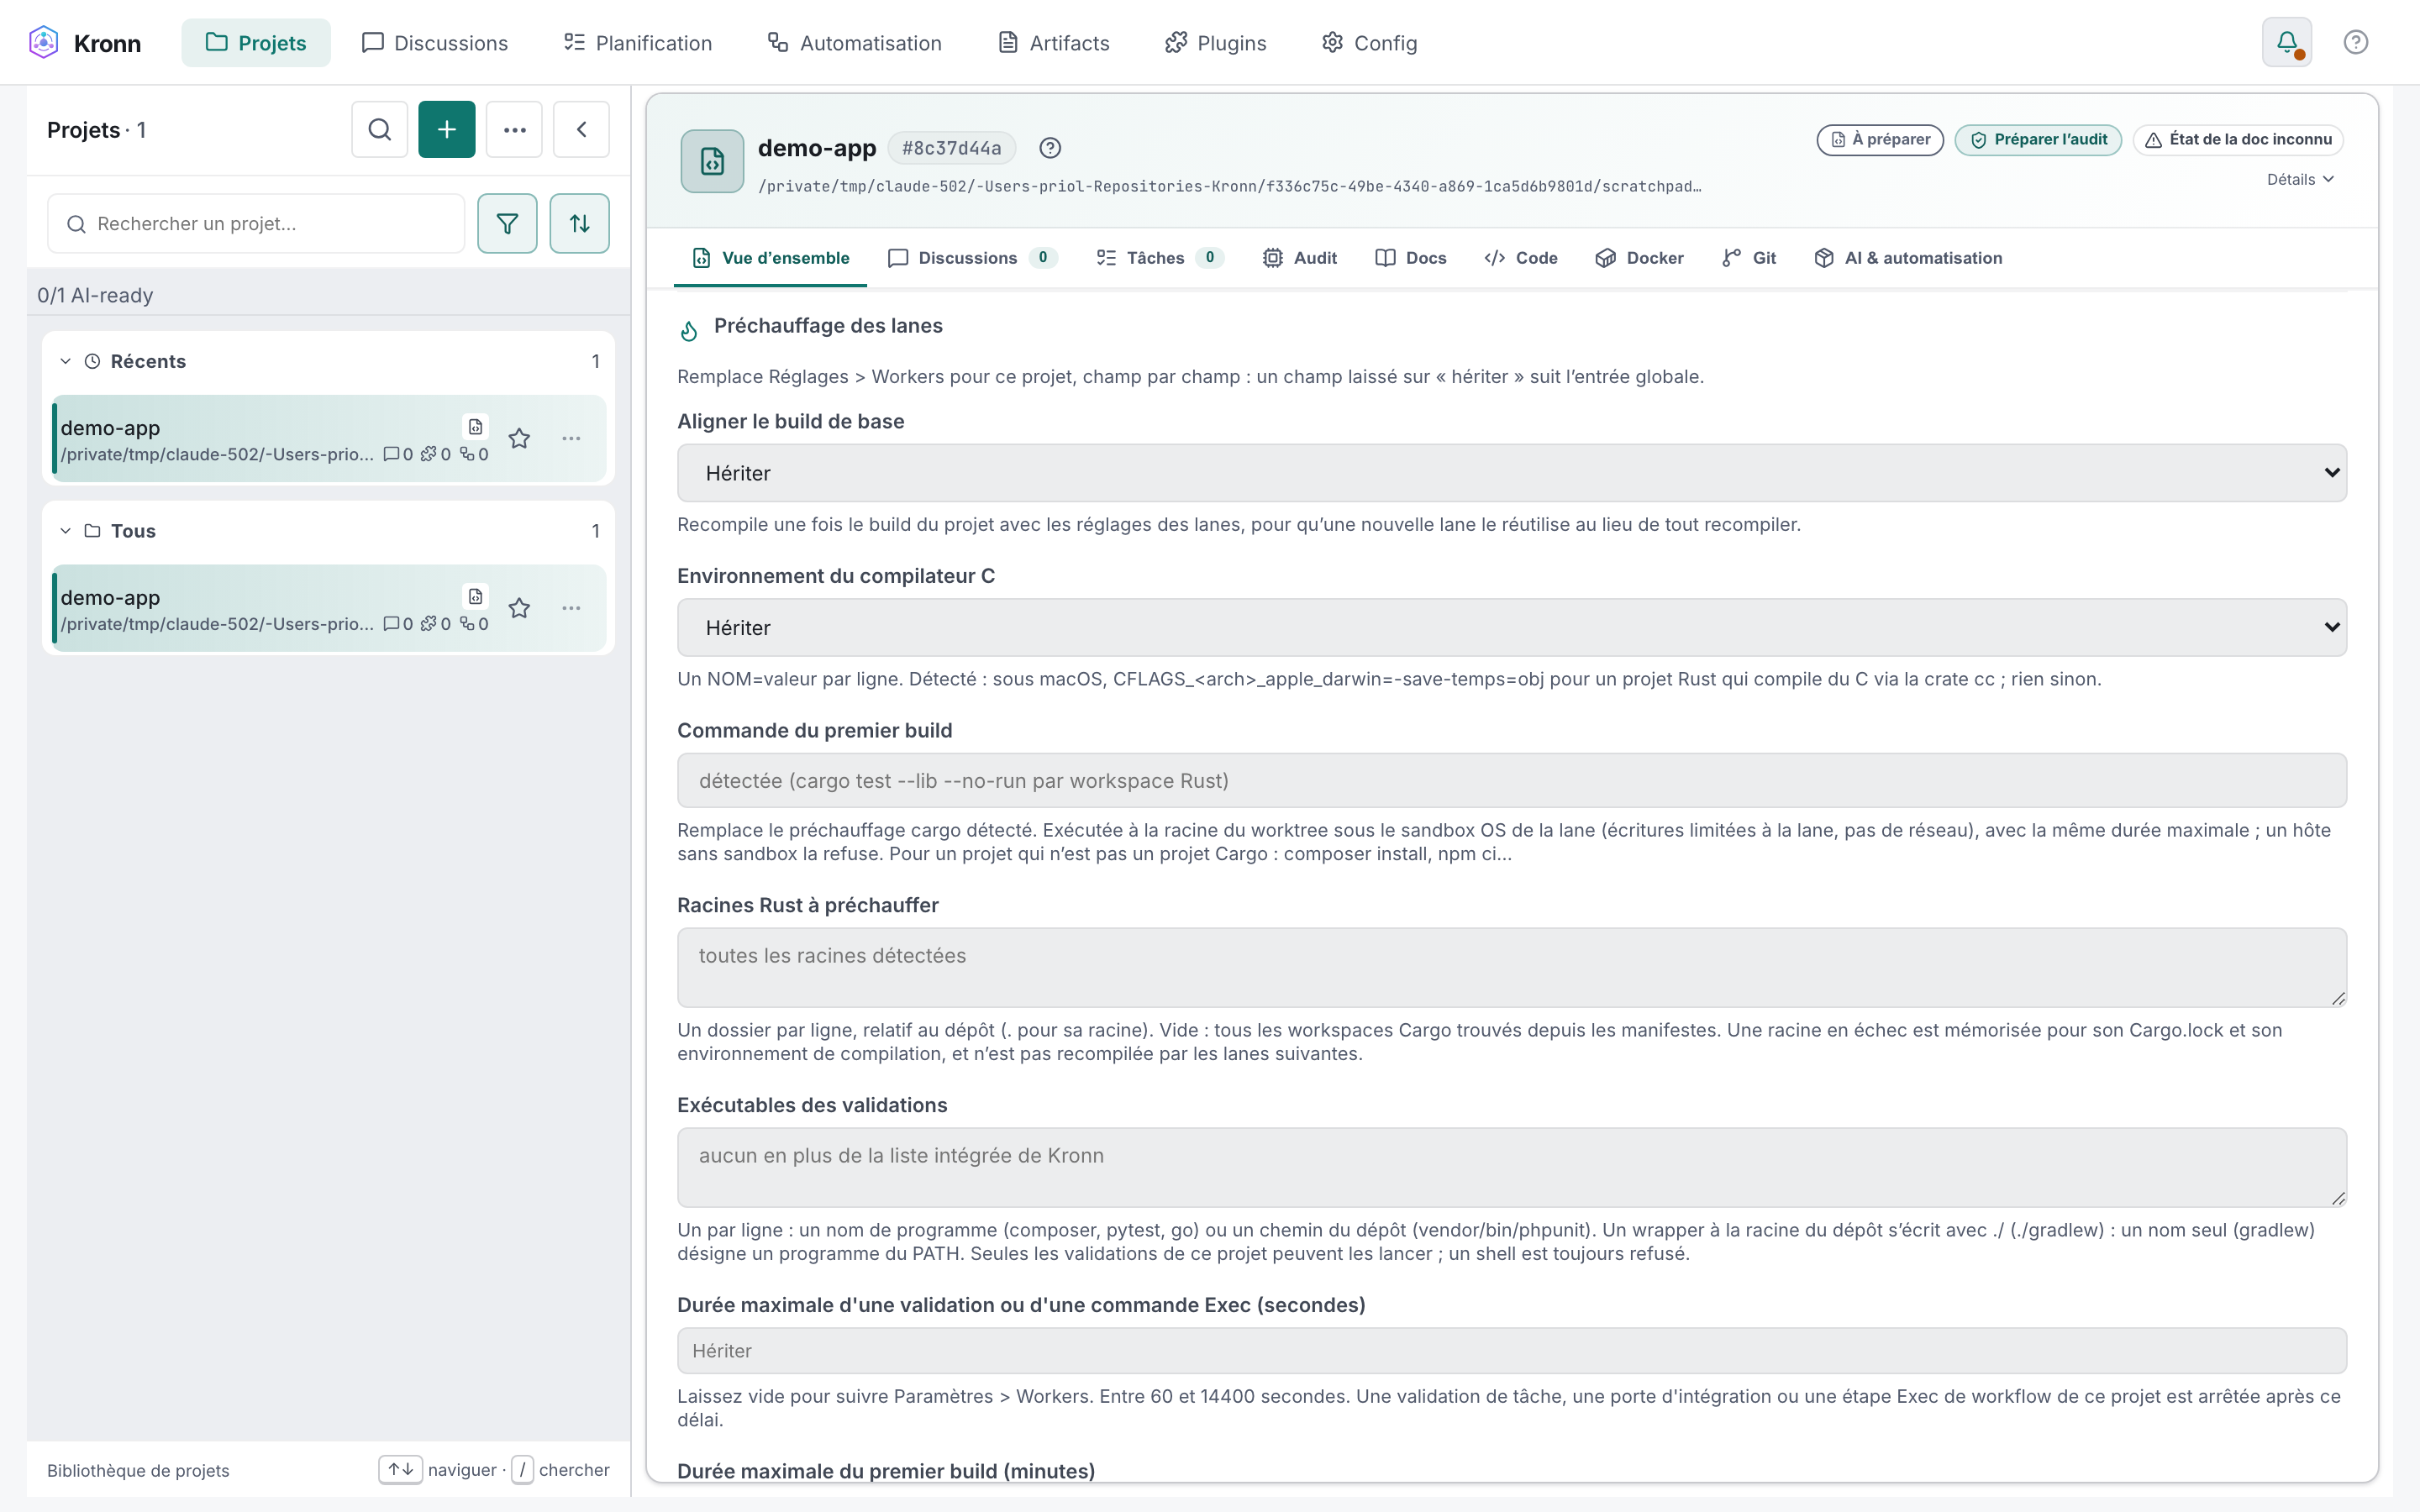 Kronn
Projets
Discussions
Planification
Automatisation
Artifacts
Plugins
Config
Projets · 1
Rechercher un projet...
0/1 AI-ready
Récents
1
demo-app
/private/tmp/claude-502/-Users-prio...
0
0
0
Tous
1
demo-app
/private/tmp/claude-502/-Users-prio...
0
0
0
Bibliothèque de projets
↑↓ naviguer · / chercher
demo-app
#8c37d44a
/private/tmp/claude-502/-Users-priol-Repositories-Kronn/f336c75c-49be-4340-a869-1ca5d6b9801d/scratchpad…
À préparer
Préparer l’audit
État de la doc inconnu
Détails
Vue d’ensemble
Discussions 0
Tâches 0
Audit
Docs
Code
Docker
Git
AI & automatisation
Préchauffage des lanes
Remplace Réglages > Workers pour ce projet, champ par champ : un champ laissé sur « hériter » suit l’entrée globale.
Aligner le build de base
Hériter
Recompile une fois le build du projet avec les réglages des lanes, pour qu’une nouvelle lane le réutilise au lieu de tout recompiler.
Environnement du compilateur C
Hériter
Un NOM=valeur par ligne. Détecté : sous macOS, CFLAGS_<arch>_apple_darwin=-save-temps=obj pour un projet Rust qui compile du C via la crate cc ; rien sinon.
Commande du premier build
détectée (cargo test --lib --no-run par workspace Rust)
Remplace le préchauffage cargo détecté. Exécutée à la racine du worktree sous le sandbox OS de la lane (écritures limitées à la lane, pas de réseau), avec la même durée maximale ; un hôte
sans sandbox la refuse. Pour un projet qui n’est pas un projet Cargo : composer install, npm ci…
Racines Rust à préchauffer
toutes les racines détectées
Un dossier par ligne, relatif au dépôt (. pour sa racine). Vide : tous les workspaces Cargo trouvés depuis les manifestes. Une racine en échec est mémorisée pour son Cargo.lock et son
environnement de compilation, et n’est pas recompilée par les lanes suivantes.
Exécutables des validations
aucun en plus de la liste intégrée de Kronn
Un par ligne : un nom de programme (composer, pytest, go) ou un chemin du dépôt (vendor/bin/phpunit). Un wrapper à la racine du dépôt s’écrit avec ./ (./gradlew) : un nom seul (gradlew)
désigne un programme du PATH. Seules les validations de ce projet peuvent les lancer ; un shell est toujours refusé.
Durée maximale d'une validation ou d'une commande Exec (secondes)
Hériter
Laissez vide pour suivre Paramètres > Workers. Entre 60 et 14400 secondes. Une validation de tâche, une porte d'intégration ou une étape Exec de workflow de ce projet est arrêtée après ce
délai.
Durée maximale du premier build (minutes)